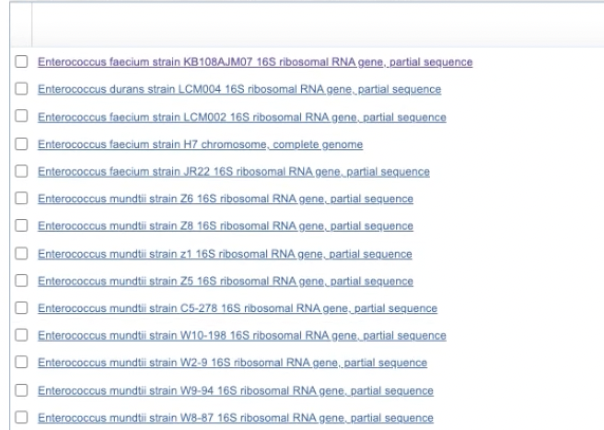 Enterococcus faecium strain KB108AJM07 16S ribosomal RNA gene, partial sequence
Enterococcus durans strain LCM004 16S ribosomal RNA gene, partial sequence
Enterococcus faecium strain LCM002 16S ribosomal RNA gene, partial sequence
Enterococcus faecium strain H7 chromosome, complete genome
Enterococcus faecium strain JR22 16S ribosomal RNA gene, partial sequence
Enterococcus mundtii strain Z6 16S ribosomal RNA gene, partial sequence
Enterococcus mundtii strain Z8 16S ribosomal RNA gene, partial sequence
Enterococcus mundtii strain z1 16S ribosomal RNA gene, partial sequence
Enterococcus mundtii strain Z5 16S ribosomal RNA gene, partial sequence
Enterococcus mundtii strain C5-278 16S ribosomal RNA gene, partial sequence
Enterococcus mundtii strain W10-198 16S ribosomal RNA gene, partial sequence
Enterococcus mundtii strain W2-9 16S ribosomal RNA gene, partial sequence
Enterococcus mundtii strain W9-94 16S ribosomal RNA gene, partial sequence
Enterococcus mundtii strain W8-87 16S ribosomal RNA gene, partial sequence